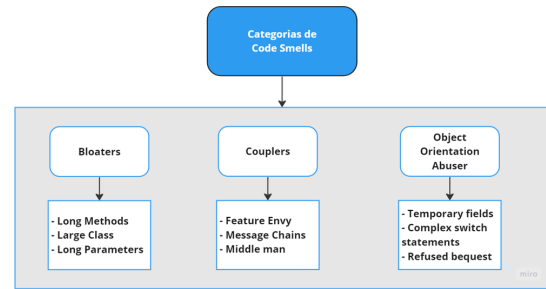 Categorias de
Code Smells
Bloaters
Couplers
Object
Orientation
Abuser
- Long Methods
- Large Class
- Long Parameters
- Feature Envy
- Message Chains
- Middle man
- Temporary fields
- Complex switch
statements
- Refused bequest
miro